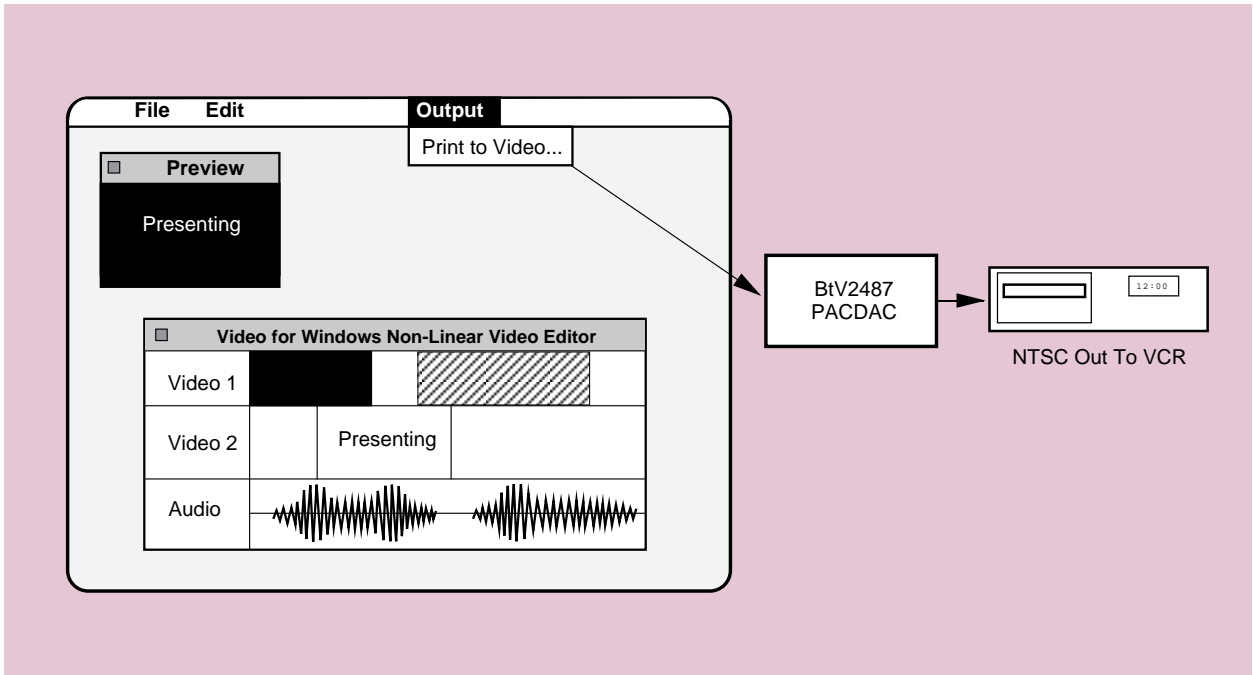 File Edit Output
Print to Video...
Preview
Presenting
BtV2487
PACDAC
12:00
NTSC Out To VCR
Video for Windows Non-Linear Video Editor
Video 1
Video 2 Presenting
Audio